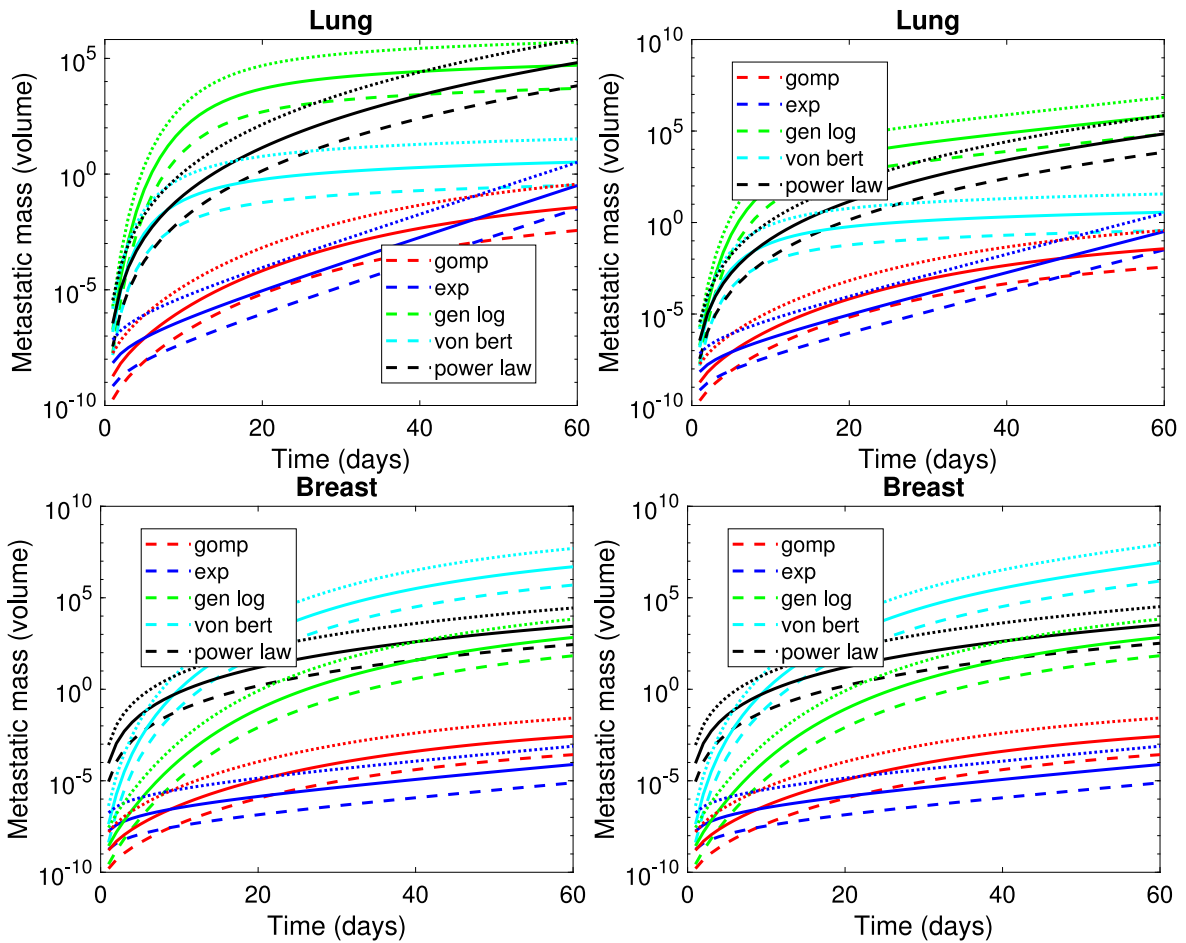 Lung
Metastatic mass (volume)
10^5
10^0
10^-5
10^-10
gomp
exp
gen log
von bert
power law
0 20 40 60
Time (days)
Lung
Metastatic mass (volume)
10^10
10^5
10^0
10^-5
10^-10
gomp
exp
gen log
von bert
power law
0 20 40 60
Time (days)
Breast
Metastatic mass (volume)
10^10
10^5
10^0
10^-5
10^-10
gomp
exp
gen log
von bert
power law
0 20 40 60
Time (days)
Breast
Metastatic mass (volume)
10^10
10^5
10^0
10^-5
10^-10
gomp
exp
gen log
von bert
power law
0 20 40 60
Time (days)